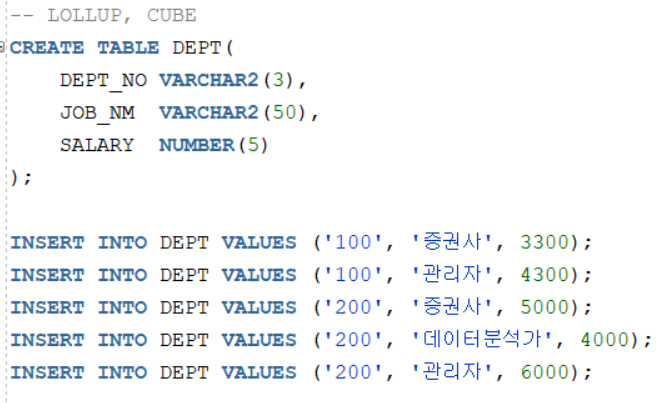 -- LOLLUP, CUBE
CREATE TABLE DEPT(
DEPT_NO VARCHAR2(3),
JOB_NM VARCHAR2(50),
SALARY NUMBER(5)
);
INSERT INTO DEPT VALUES ('100', '증권사', 3300);
INSERT INTO DEPT VALUES ('100', '관리자', 4300);
INSERT INTO DEPT VALUES ('200', '증권사', 5000);
INSERT INTO DEPT VALUES ('200', '데이터분석가', 4000);
INSERT INTO DEPT VALUES ('200', '관리자', 6000);